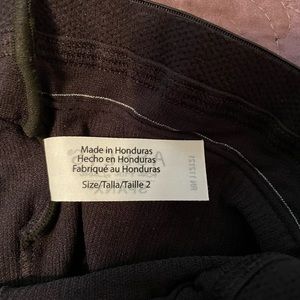 Made in Honduras
Hecho en Honduras
Fabriqué au Honduras
Size/Talla/Taille 2